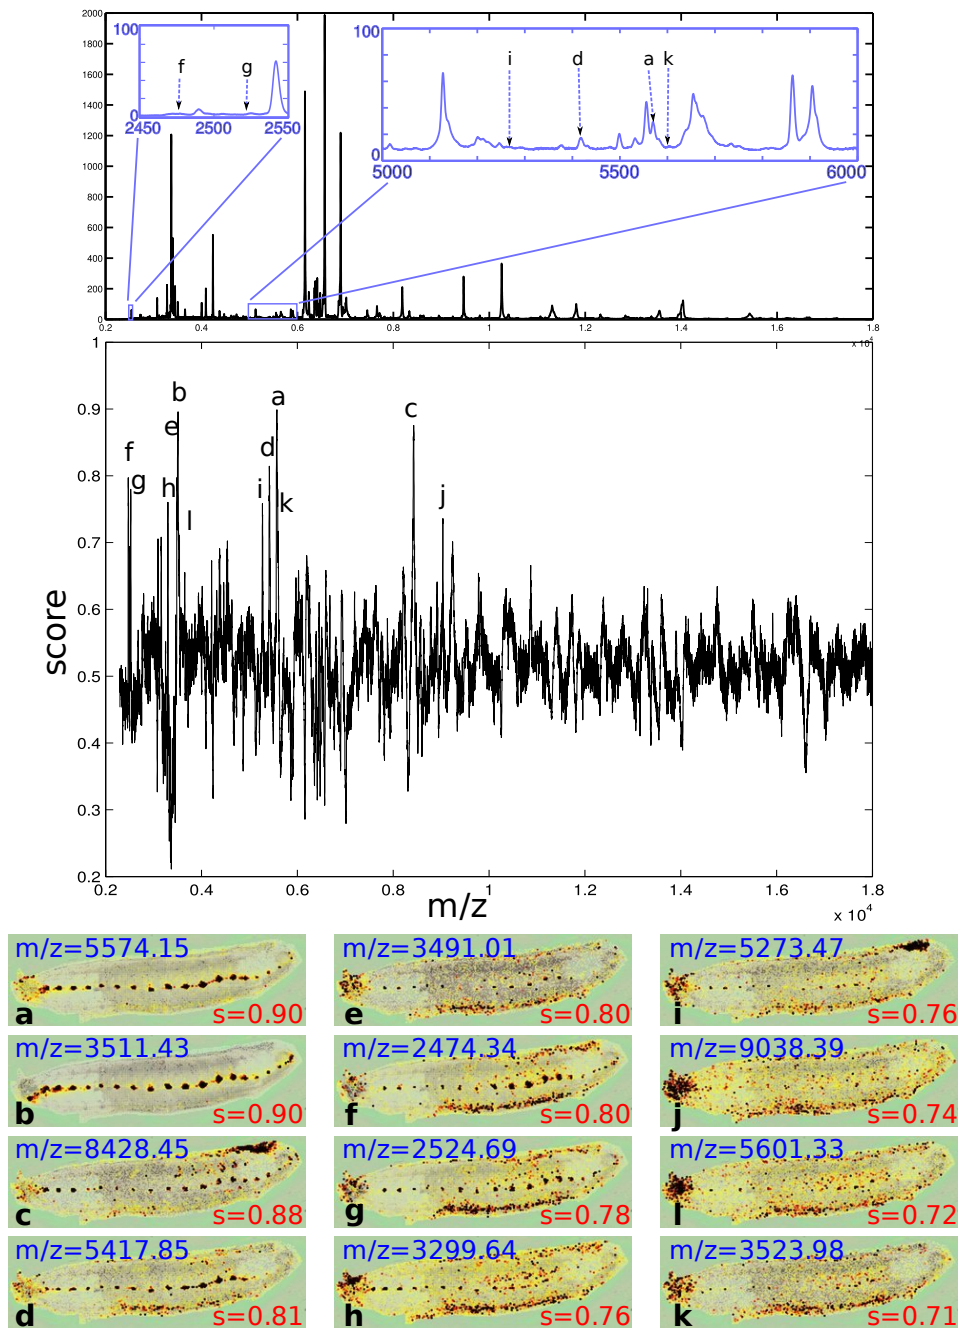 2000
1800
1600
1400
1200
1000
800
600
400
200
0
100
0
f
g
2450
2500
2550
100
0
i
d
a
k
5000
5500
6000
0.2
0.4
0.6
0.8
1
1.2
1.4
1.6
1.8
x 10⁴
1
0.9
0.8
0.7
0.6
0.5
0.4
0.3
0.2
score
f
g
h
e
b
l
i
d
a
k
c
j
0.2
0.4
0.6
0.8
1
1.2
1.4
1.6
1.8
m/z
x 10⁴
m/z=5574.15
a
s=0.90
m/z=3491.01
e
s=0.80
m/z=5273.47
i
s=0.76
m/z=3511.43
b
s=0.90
m/z=2474.34
f
s=0.80
m/z=9038.39
j
s=0.74
m/z=8428.45
c
s=0.88
m/z=2524.69
g
s=0.78
m/z=5601.33
l
s=0.72
m/z=5417.85
d
s=0.81
m/z=3299.64
h
s=0.76
m/z=3523.98
k
s=0.71